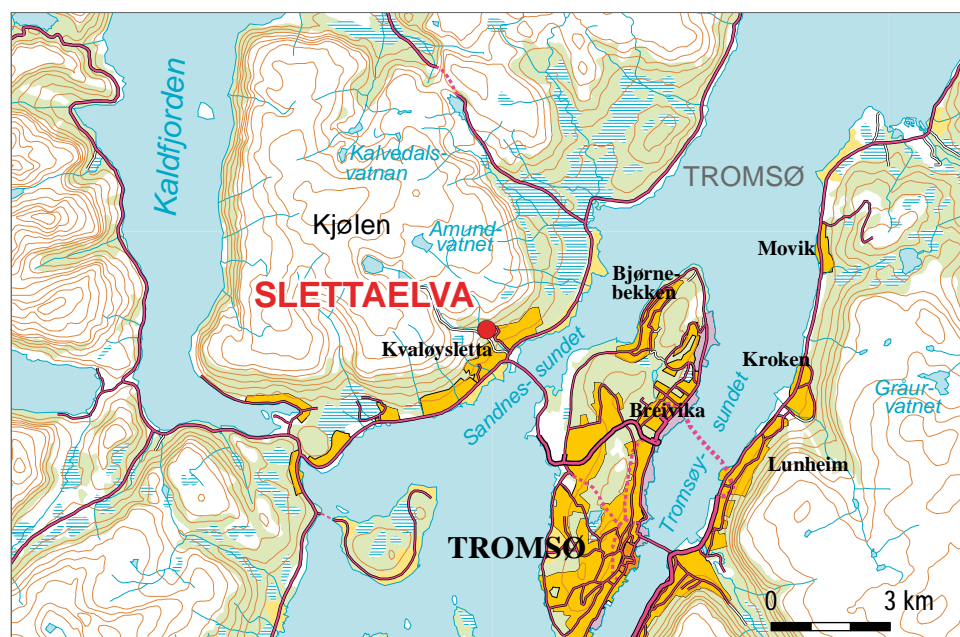 Kaldfjorden
Kalvedals-
vatnan
TROMSØ
Kjølen
Amund-
vatnet
Movik
Bjørne-
bekken
SLETTAELVA
Kvaløysletta
Sandnes- sundet
Kroken
Gråur-
vatnet
Breivika
Tromsøy-
sundet
Lunheim
TROMSØ
0 3 km